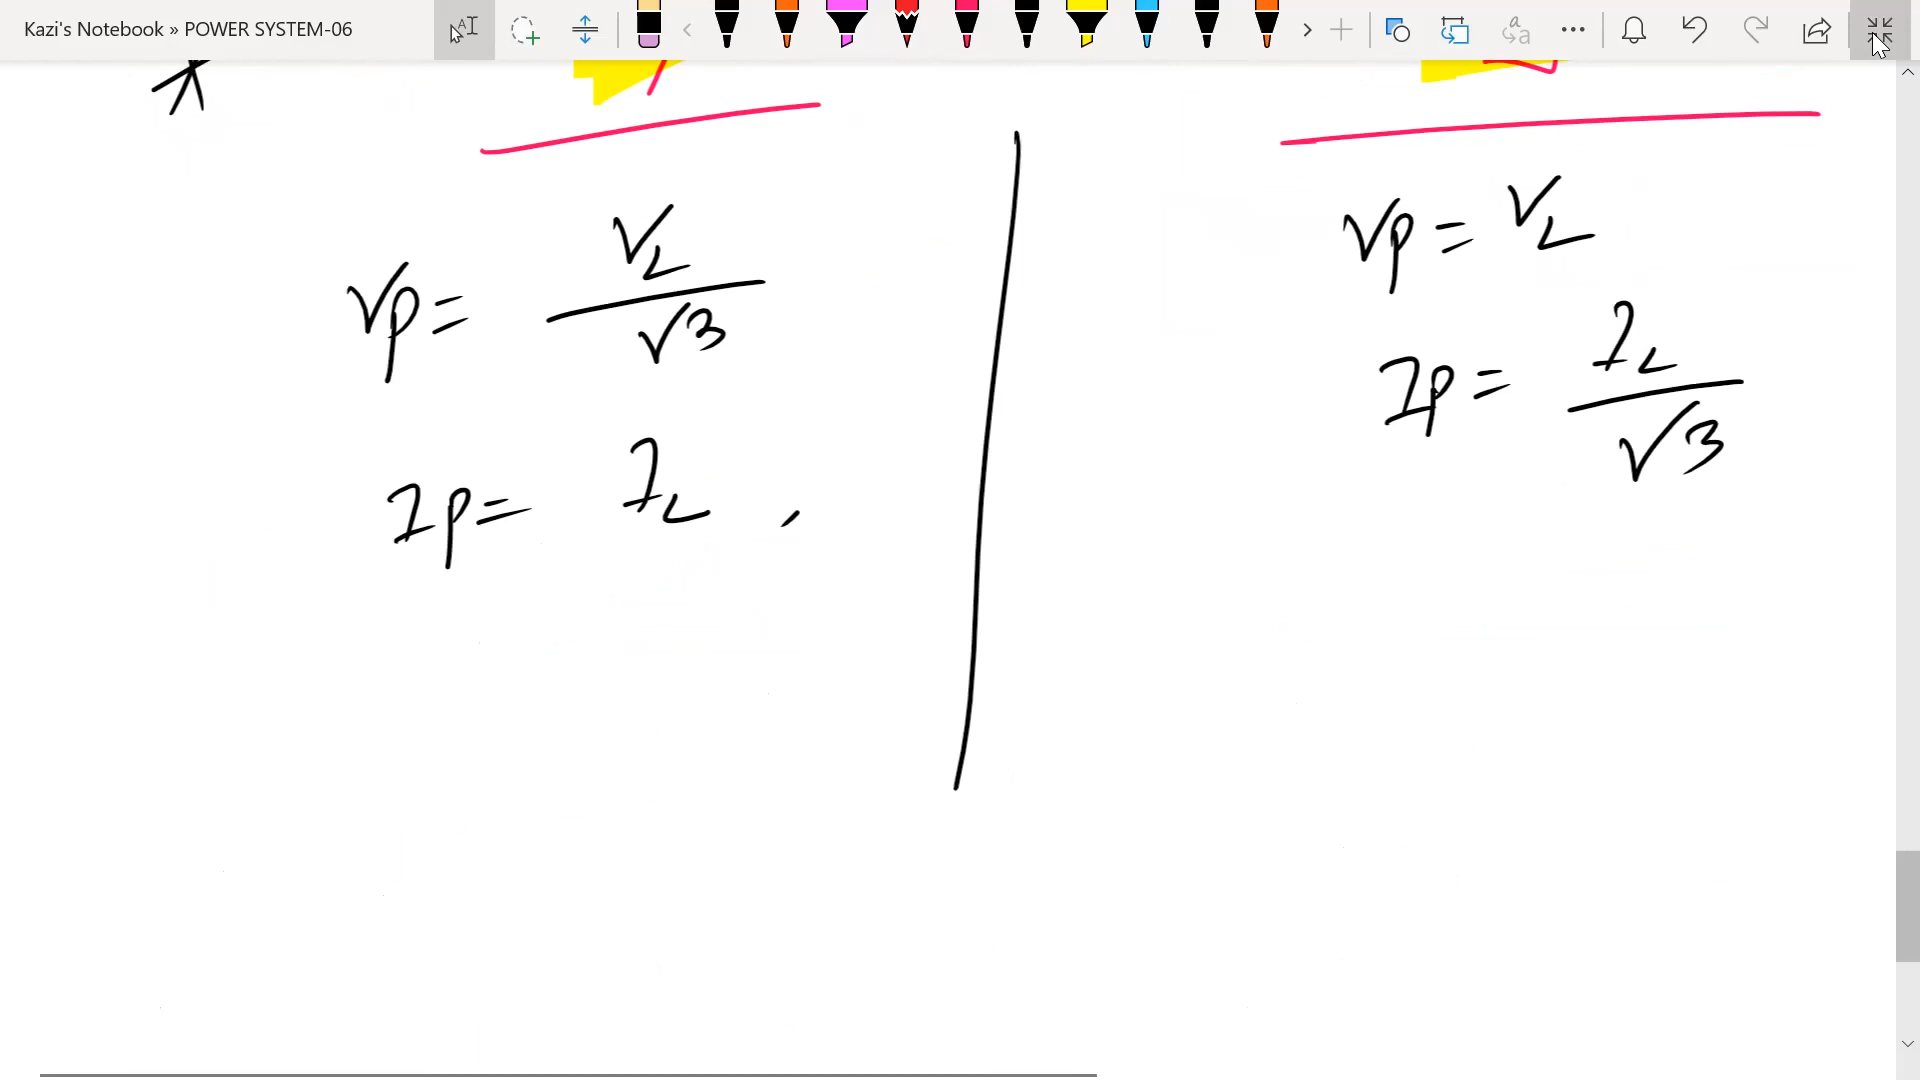 Kazi's Notebook » POWER SYSTEM-06
Vp = VL / √3
Ip = IL ,
Vp = VL
Ip = IL / √3